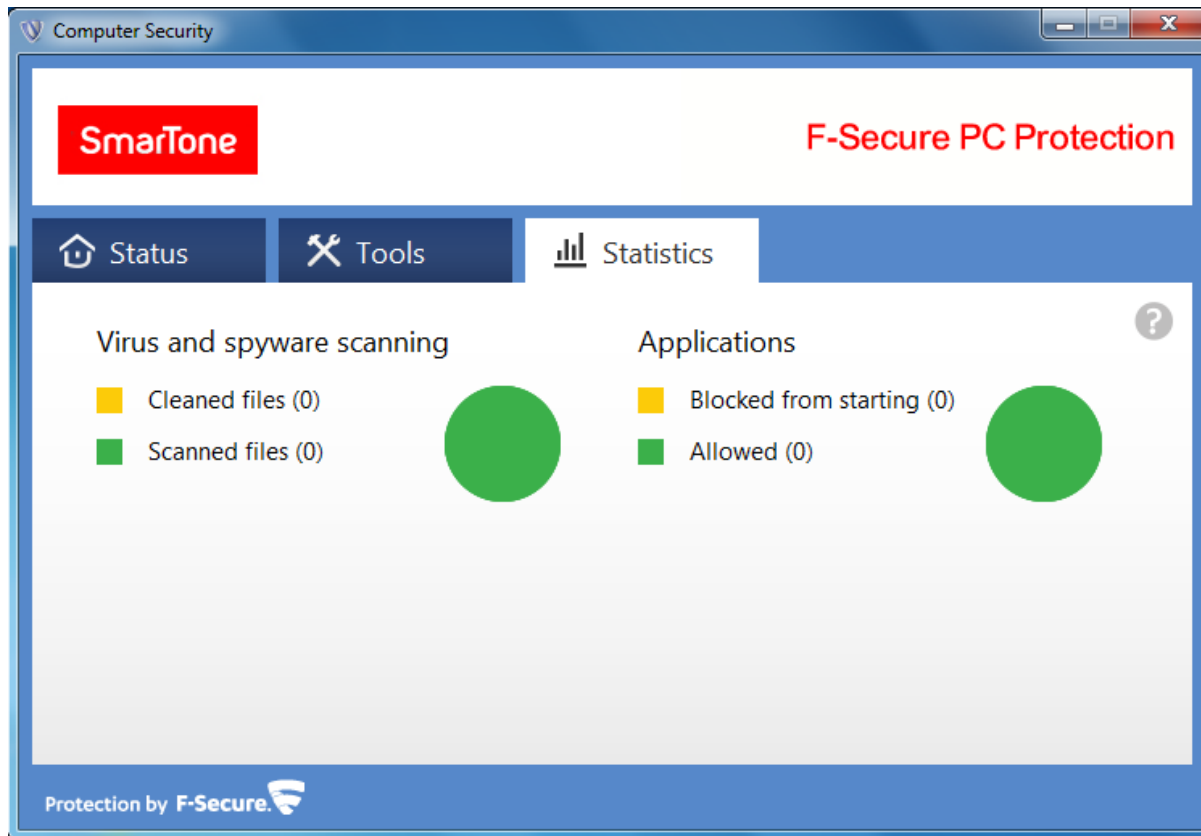 Computer Security
SmarTone
F-Secure PC Protection
Status
Tools
Statistics
?
Virus and spyware scanning
Cleaned files (0)
Scanned files (0)
Applications
Blocked from starting (0)
Allowed (0)
Protection by F-Secure.